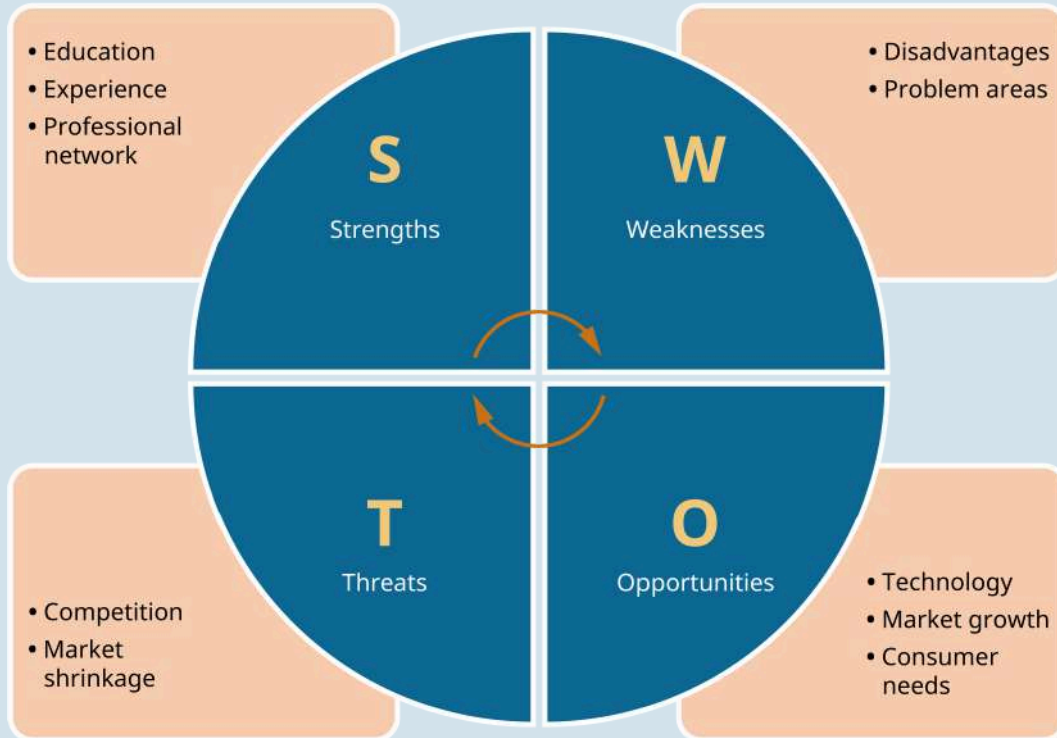 • Education
• Experience
• Professional
network
S
Strengths
W
Weaknesses
• Disadvantages
• Problem areas
• Competition
• Market
shrinkage
T
Threats
O
Opportunities
• Technology
• Market growth
• Consumer
needs